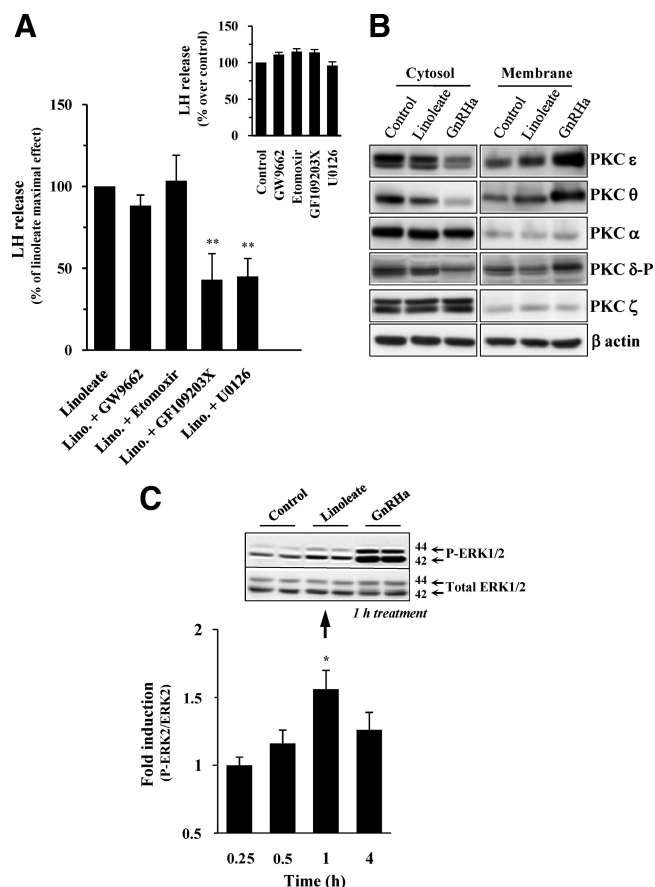 A
LH release
(% of linoleate maximal effect)
150
100
50
0
Linoleate
Lino. + GW9662
Lino. + Etomoxir
Lino. + GF109203X
Lino. + U0126
**
**
LH release
(% over control)
150
100
50
0
Control
GW9662
Etomoxir
GF109203X
U0126
B
Cytosol
Membrane
Control
Linoleate
GnRHa
Control
Linoleate
GnRHa
PKC ε
PKC θ
PKC α
PKC δ-P
PKC ζ
β actin
C
Control
Linoleate
GnRHa
44
42
P-ERK1/2
44
42
Total ERK1/2
1 h treatment
Fold induction
(P-ERK2/ERK2)
2
1.5
1
0.5
*
0.25 0.5 1 4
Time (h)